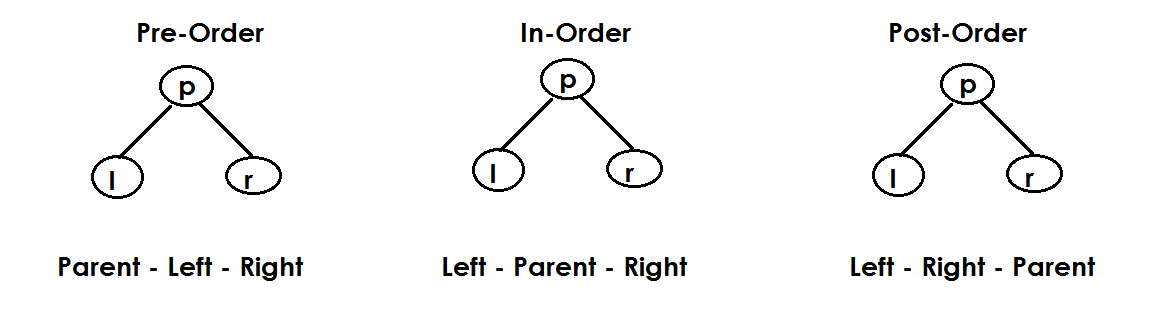 Pre-Order
p
l
r
Parent - Left - Right
In-Order
p
l
r
Left - Parent - Right
Post-Order
p
l
r
Left - Right - Parent